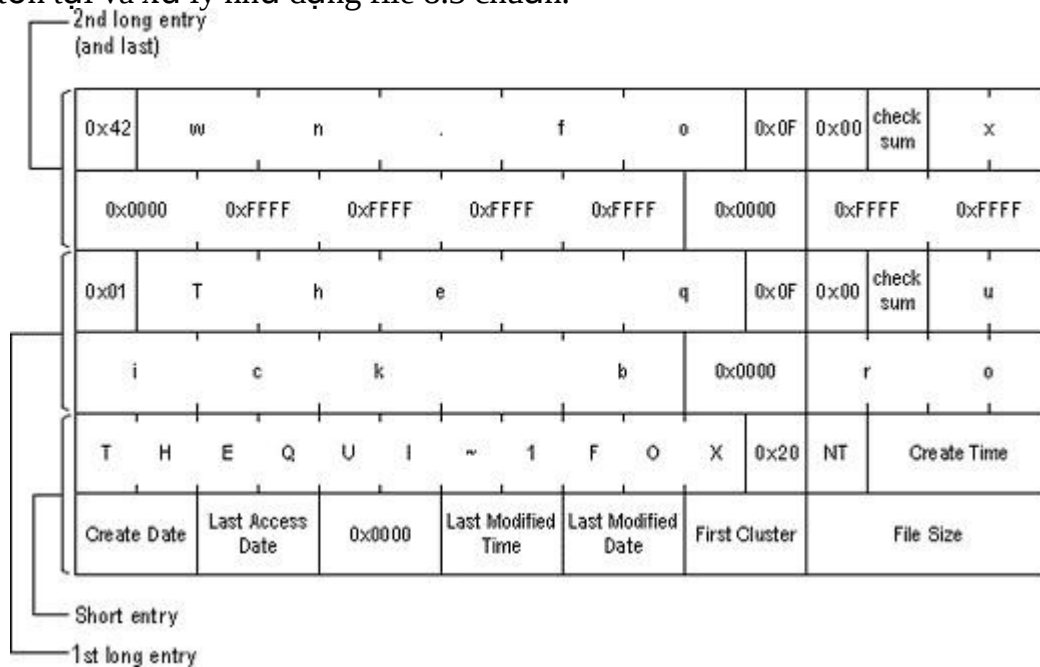 tồn tại và xử lý như dạng file 8.3 chuẩn.
2nd long entry
(and last)
0x42 w n . f o 0x0F 0x00 check sum x
0x0000 0xFFFF 0xFFFF 0xFFFF 0xFFFF 0x0000 0xFFFF 0xFFFF
0x01 T h e q 0x0F 0x00 check sum u
i c k b 0x0000 r o
T H E Q U I ~ 1 F O X 0x20 NT Create Time
Create Date Last Access Date 0x0000 Last Modified Time Last Modified Date First Cluster File Size
Short entry
1st long entry